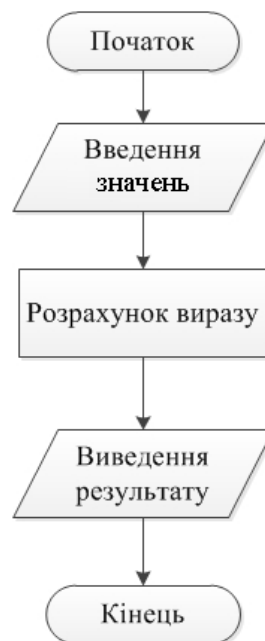 Початок
Введення
значень
Розрахунок виразу
Виведення
результату
Кінець